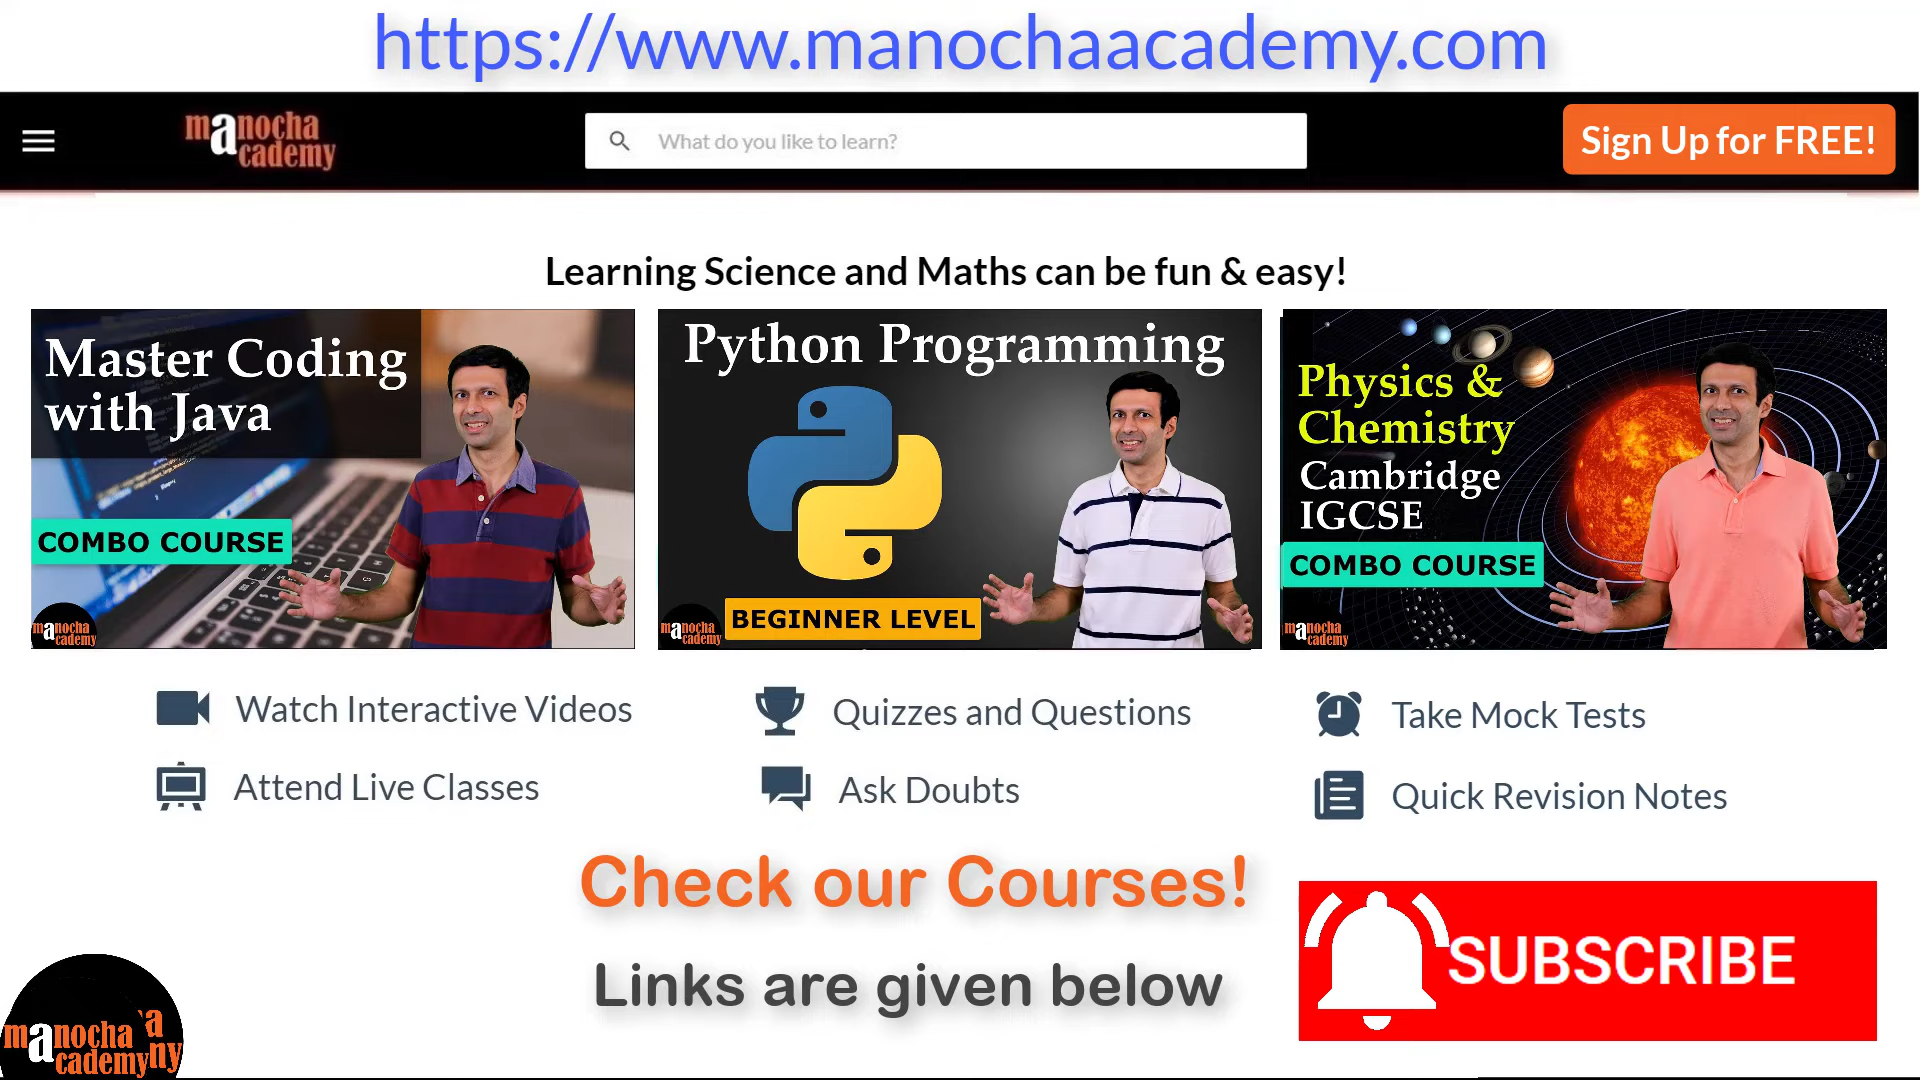 https://www.manochaacademy.com
manocha
academy
What do you like to learn?
Sign Up for FREE!
Learning Science and Maths can be fun & easy!
Master Coding
with Java
COMBO COURSE
manocha
academy
Python Programming
BEGINNER LEVEL
manocha
academy
Physics &
Chemistry
Cambridge
IGCSE
COMBO COURSE
manocha
academy
Watch Interactive Videos
Quizzes and Questions
Take Mock Tests
Attend Live Classes
Ask Doubts
Quick Revision Notes
Check our Courses!
Links are given below
SUBSCRIBE
manocha
academy